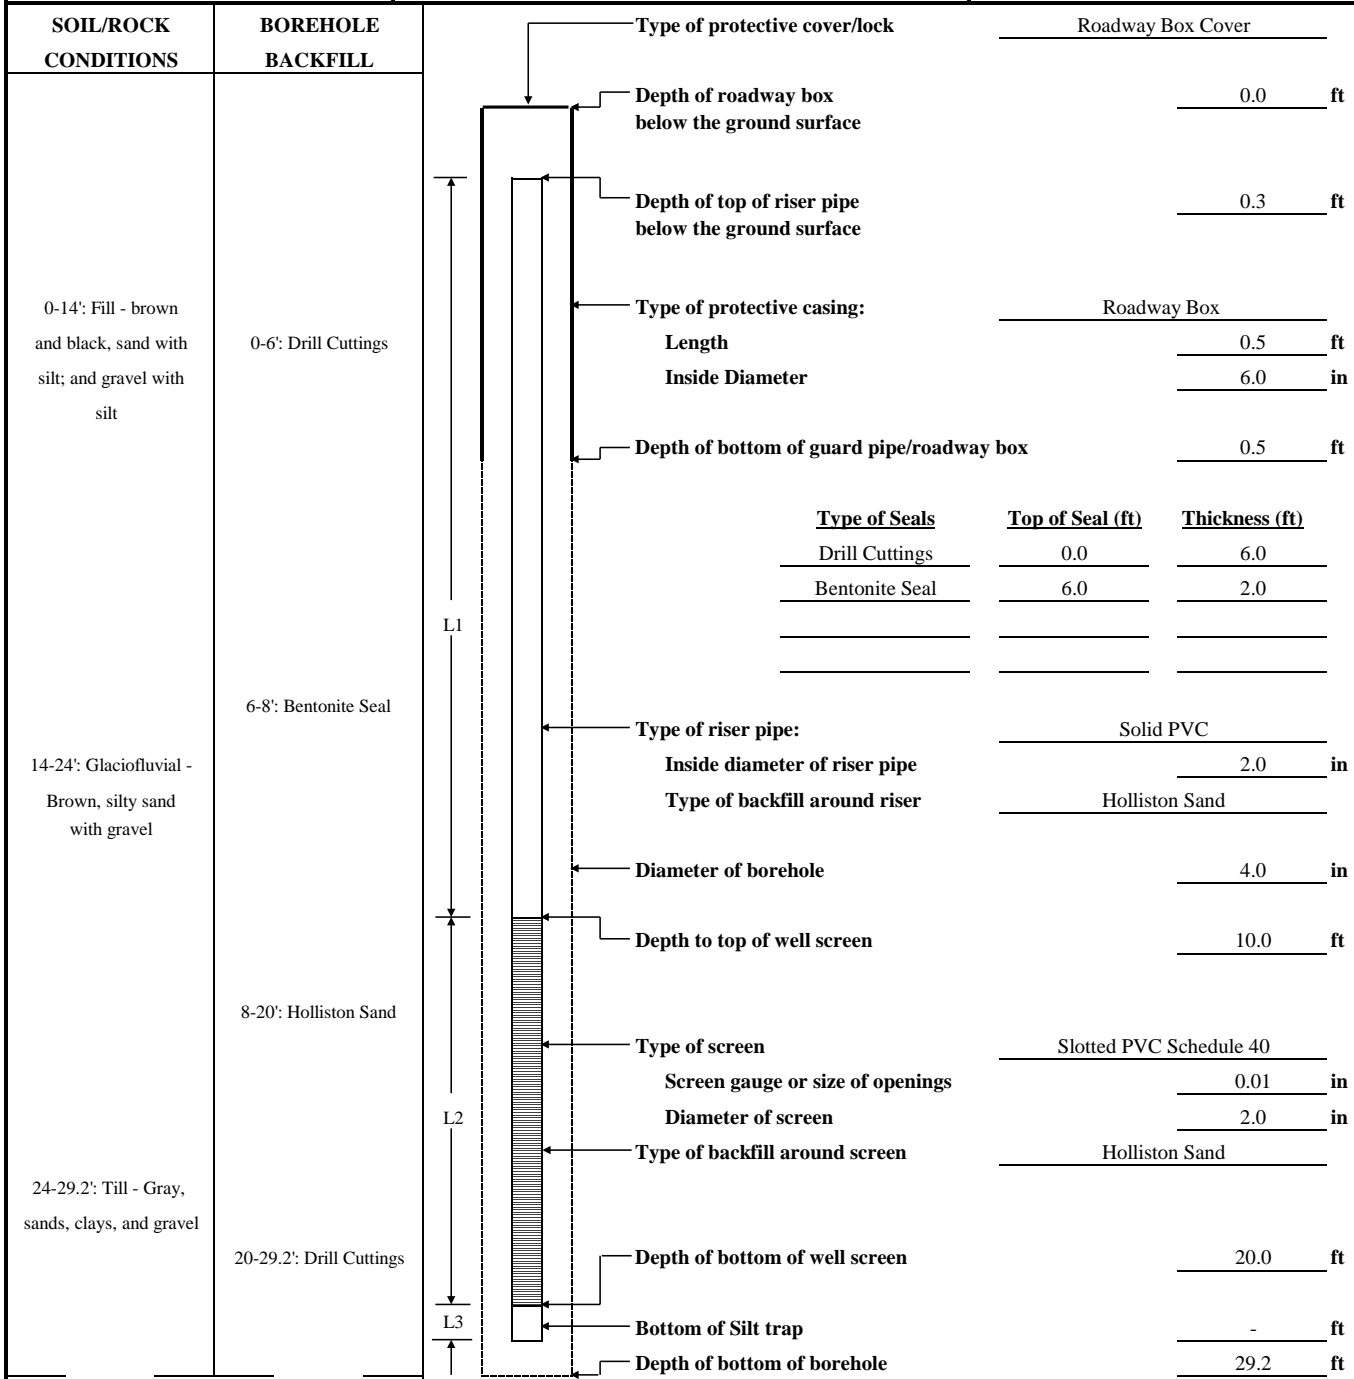 SOIL/ROCK
CONDITIONS
BOREHOLE
BACKFILL
Type of protective cover/lock Roadway Box Cover
Depth of roadway box 0.0 ft
below the ground surface
Depth of top of riser pipe 0.3 ft
below the ground surface
0-14': Fill - brown
and black, sand with
silt; and gravel with
silt
0-6': Drill Cuttings
Type of protective casing: Roadway Box
Length 0.5 ft
Inside Diameter 6.0 in
Depth of bottom of guard pipe/roadway box 0.5 ft
Type of Seals Top of Seal (ft) Thickness (ft)
Drill Cuttings 0.0 6.0
Bentonite Seal 6.0 2.0
L1
6-8': Bentonite Seal
Type of riser pipe: Solid PVC
14-24': Glaciofluvial -
Brown, silty sand
with gravel
Inside diameter of riser pipe 2.0 in
Type of backfill around riser Holliston Sand
Diameter of borehole 4.0 in
Depth to top of well screen 10.0 ft
8-20': Holliston Sand
Type of screen Slotted PVC Schedule 40
Screen gauge or size of openings 0.01 in
L2
Diameter of screen 2.0 in
Type of backfill around screen Holliston Sand
24-29.2': Till - Gray,
sands, clays, and gravel
20-29.2': Drill Cuttings
Depth of bottom of well screen 20.0 ft
L3
Bottom of Silt trap - ft
Depth of bottom of borehole 29.2 ft